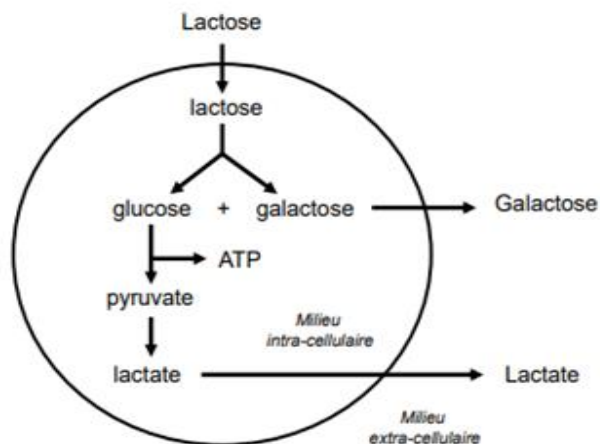 Lactose
lactose
glucose + galactose
Galactose
ATP
pyruvate
Milieu
intra-cellulaire
lactate
Lactate
Milieu
extra-cellulaire